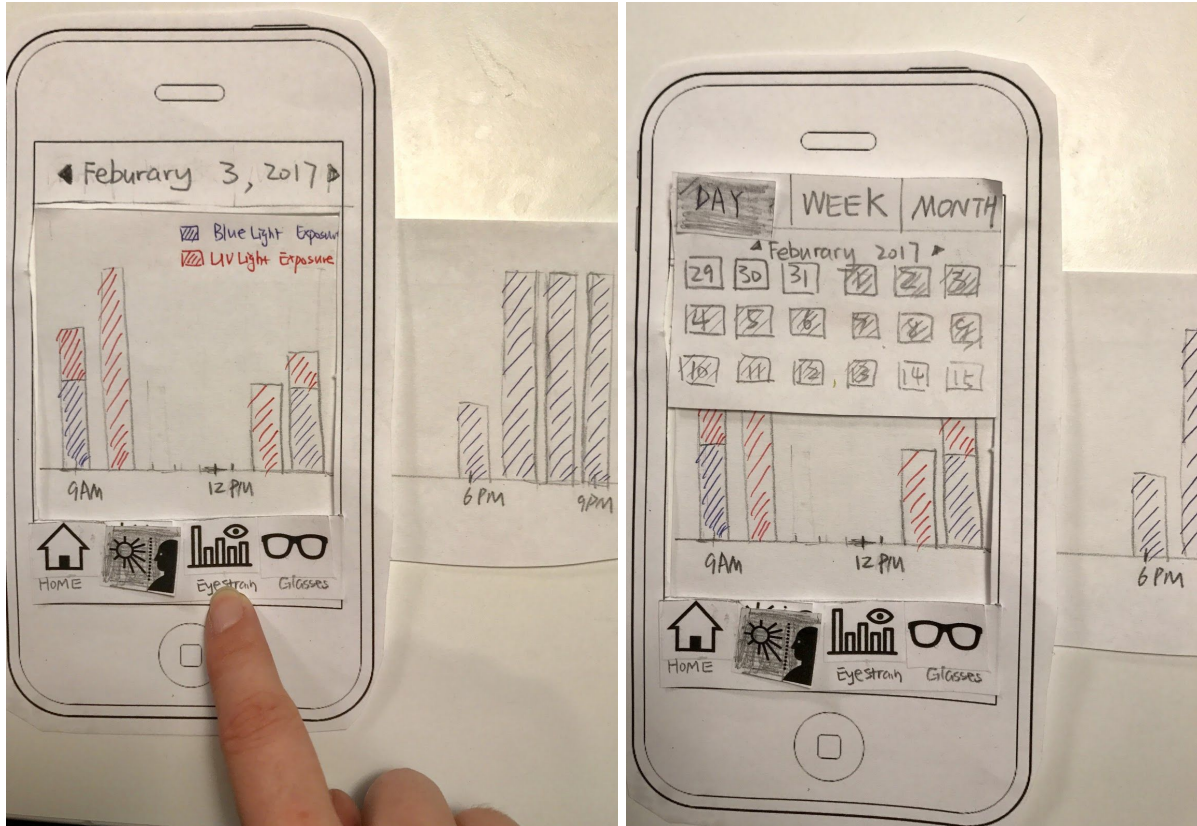 ◀ Feburary 3, 2017 ▶
Blue Light Exposure
UV Light Exposure
9AM 12 PM
6 PM 9PM
HOME Eyestrain Glasses
DAY WEEK MONTH
◀ Feburary 2017 ▶
29 30 31 1 2 3
4 5 6 7 8 9
10 11 12 13 14 15
9AM 12 PM
6 PM
HOME Eyestrain Glasses